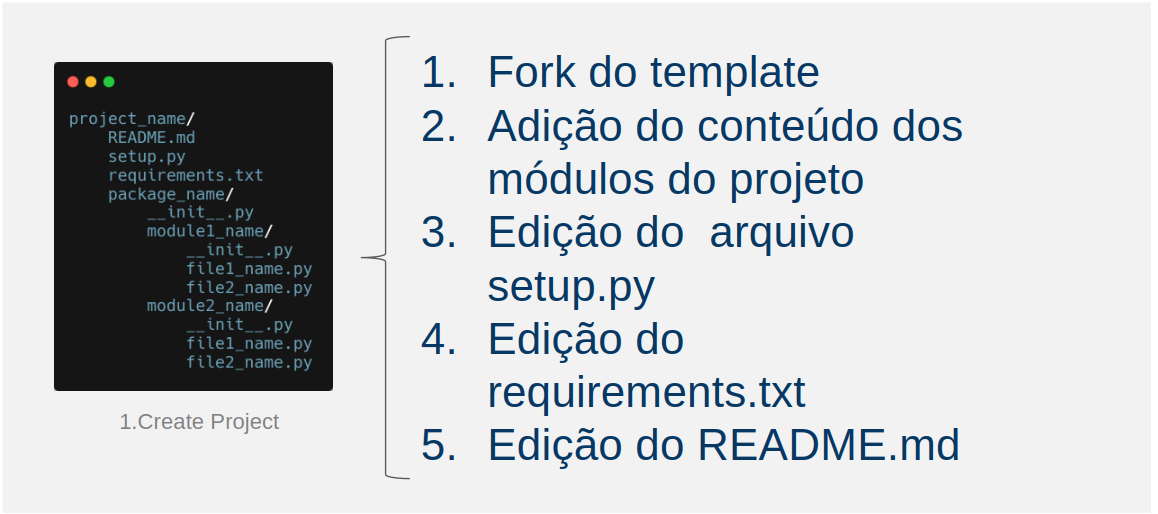 project_name/
README.md
setup.py
requirements.txt
package_name/
__init__.py
module1_name/
__init__.py
file1_name.py
file2_name.py
module2_name/
__init__.py
file1_name.py
file2_name.py
1.Create Project
1. Fork do template
2. Adição do conteúdo dos
módulos do projeto
3. Edição do  arquivo
setup.py
4. Edição do
requirements.txt
5. Edição do README.md